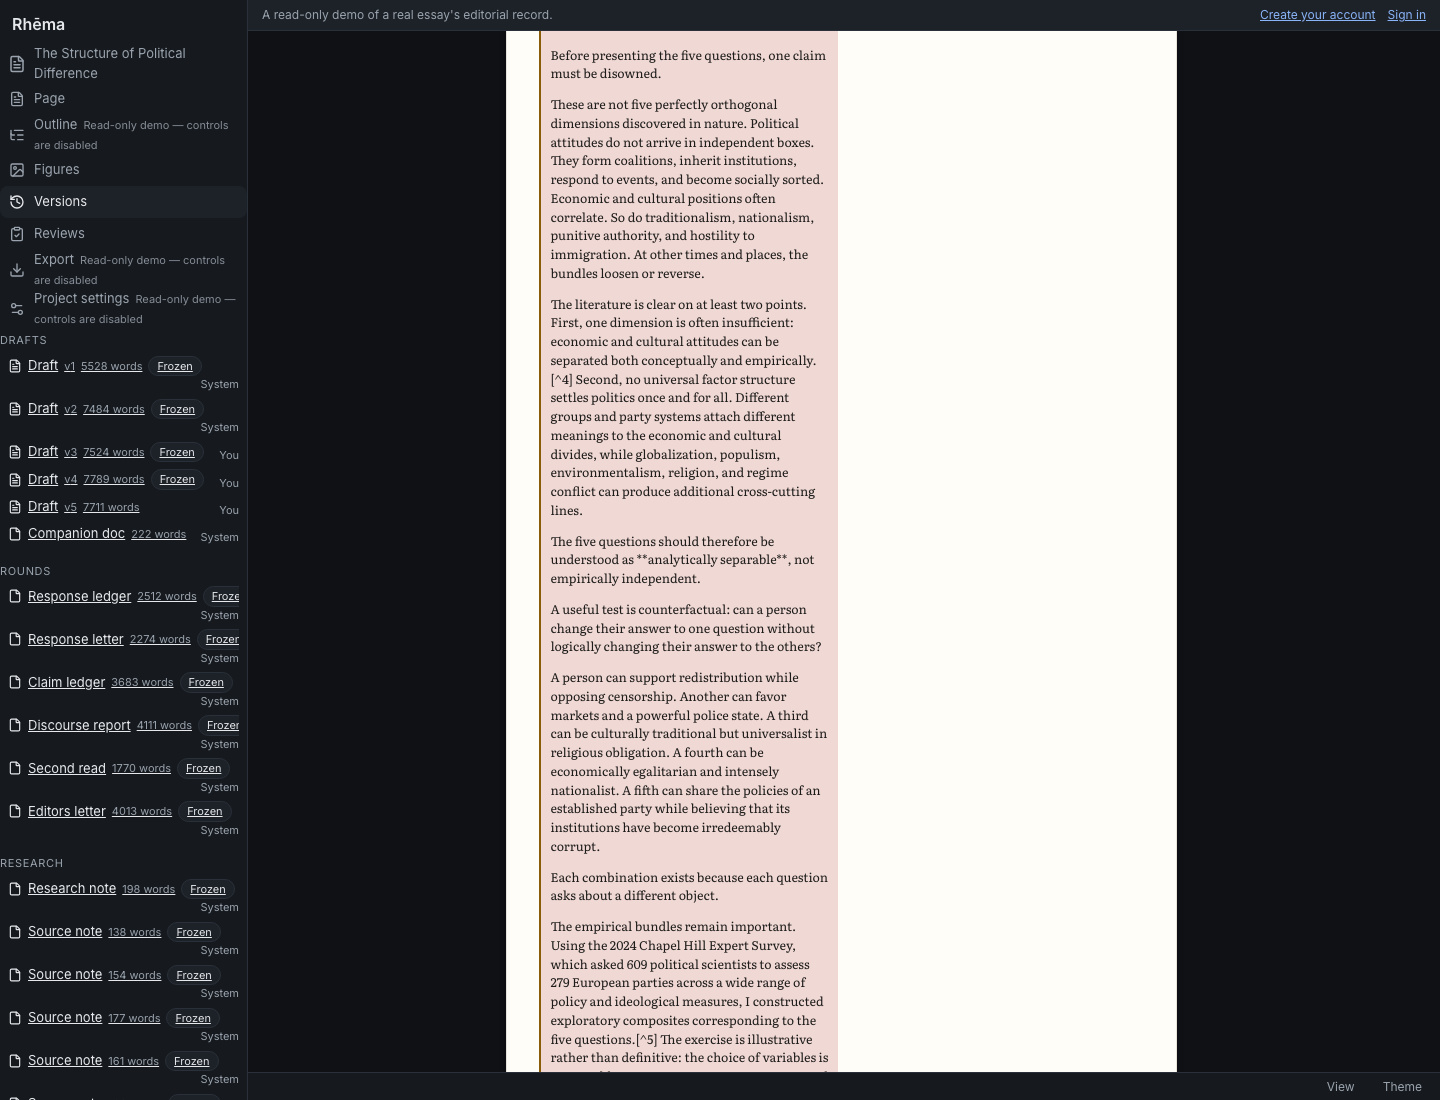 Rhēma
The Structure of Political
Difference
Page
Outline Read-only demo — controls
are disabled
Figures
Versions
Reviews
Export Read-only demo — controls
are disabled
Project settings Read-only demo —
controls are disabled
DRAFTS
Draft v1 5528 words Frozen
System
Draft v2 7484 words Frozen
System
Draft v3 7524 words Frozen You
Draft v4 7789 words Frozen You
Draft v5 7711 words You
Companion doc 222 words System
ROUNDS
Response ledger 2512 words Froze
System
Response letter 2274 words Frozen
System
Claim ledger 3683 words Frozen
System
Discourse report 4111 words Frozen
System
Second read 1770 words Frozen
System
Editors letter 4013 words Frozen
System
RESEARCH
Research note 198 words Frozen
System
Source note 138 words Frozen
System
Source note 154 words Frozen
System
Source note 177 words Frozen
System
Source note 161 words Frozen
System
A read-only demo of a real essay's editorial record.
Create your account Sign in
Before presenting the five questions, one claim
must be disowned.
These are not five perfectly orthogonal
dimensions discovered in nature. Political
attitudes do not arrive in independent boxes.
They form coalitions, inherit institutions,
respond to events, and become socially sorted.
Economic and cultural positions often
correlate. So do traditionalism, nationalism,
punitive authority, and hostility to
immigration. At other times and places, the
bundles loosen or reverse.
The literature is clear on at least two points.
First, one dimension is often insufficient:
economic and cultural attitudes can be
separated both conceptually and empirically.
[^4] Second, no universal factor structure
settles politics once and for all. Different
groups and party systems attach different
meanings to the economic and cultural
divides, while globalization, populism,
environmentalism, religion, and regime
conflict can produce additional cross-cutting
lines.
The five questions should therefore be
understood as **analytically separable**, not
empirically independent.
A useful test is counterfactual: can a person
change their answer to one question without
logically changing their answer to the others?
A person can support redistribution while
opposing censorship. Another can favor
markets and a powerful police state. A third
can be culturally traditional but universalist in
religious obligation. A fourth can be
economically egalitarian and intensely
nationalist. A fifth can share the policies of an
established party while believing that its
institutions have become irredeemably
corrupt.
Each combination exists because each question
asks about a different object.
The empirical bundles remain important.
Using the 2024 Chapel Hill Expert Survey,
which asked 609 political scientists to assess
279 European parties across a wide range of
policy and ideological measures, I constructed
exploratory composites corresponding to the
five questions.[^5] The exercise is illustrative
rather than definitive: the choice of variables is
View Theme